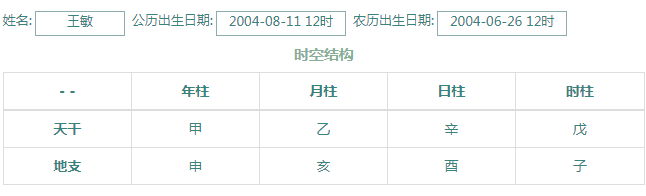 姓名: 王敏 公历出生日期: 2004-08-11 12时 农历出生日期: 2004-06-26 12时
时空结构
- - 年柱 月柱 日柱 时柱
天干 甲 乙 辛 戊
地支 申 亥 酉 子